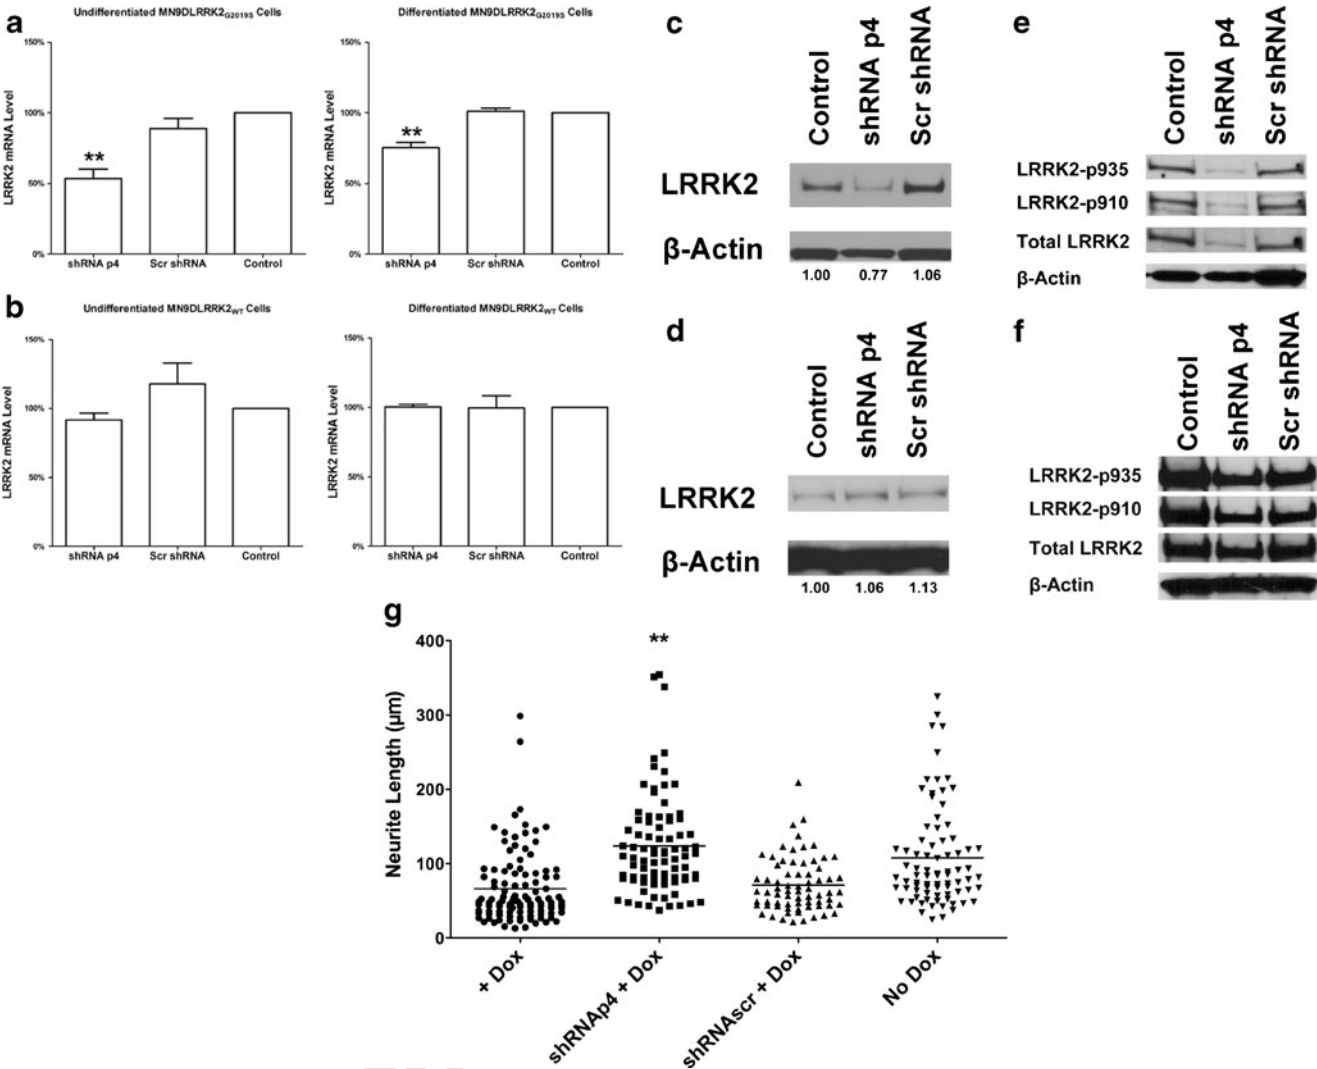 a
Undifferentiated MN9DLRRK2G2019S Cells
LRRK2 mRNA Level
150%
100%
50%
0%
**
shRNA p4 Scr shRNA Control
Differentiated MN9DLRRK2G2019S Cells
LRRK2 mRNA Level
150%
100%
50%
0%
**
shRNA p4 Scr shRNA Control
b
Undifferentiated MN9DLRRK2WT Cells
LRRK2 mRNA Level
150%
100%
50%
0%
shRNA p4 Scr shRNA Control
Differentiated MN9DLRRK2WT Cells
LRRK2 mRNA Level
150%
100%
50%
0%
shRNA p4 Scr shRNA Control
c
Control
shRNA p4
Scr shRNA
LRRK2
β-Actin
1.00 0.77 1.06
d
Control
shRNA p4
Scr shRNA
LRRK2
β-Actin
1.00 1.06 1.13
e
Control
shRNA p4
Scr shRNA
LRRK2-p935
LRRK2-p910
Total LRRK2
β-Actin
f
Control
shRNA p4
Scr shRNA
LRRK2-p935
LRRK2-p910
Total LRRK2
β-Actin
g
Neurite Length (μm)
400
300
200
100
0
**
+ Dox
shRNAp4 + Dox
shRNAscr + Dox
No Dox